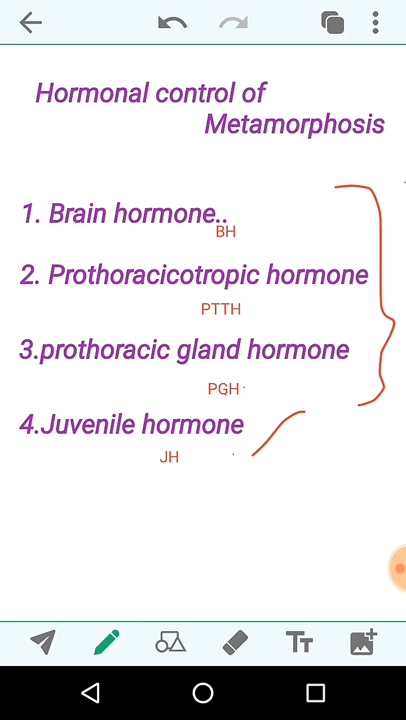 Hormonal control of
Metamorphosis
1. Brain hormone..
BH
2. Prothoracicotropic hormone
PTTH
3.prothoracic gland hormone
PGH
4.Juvenile hormone
JH
TT